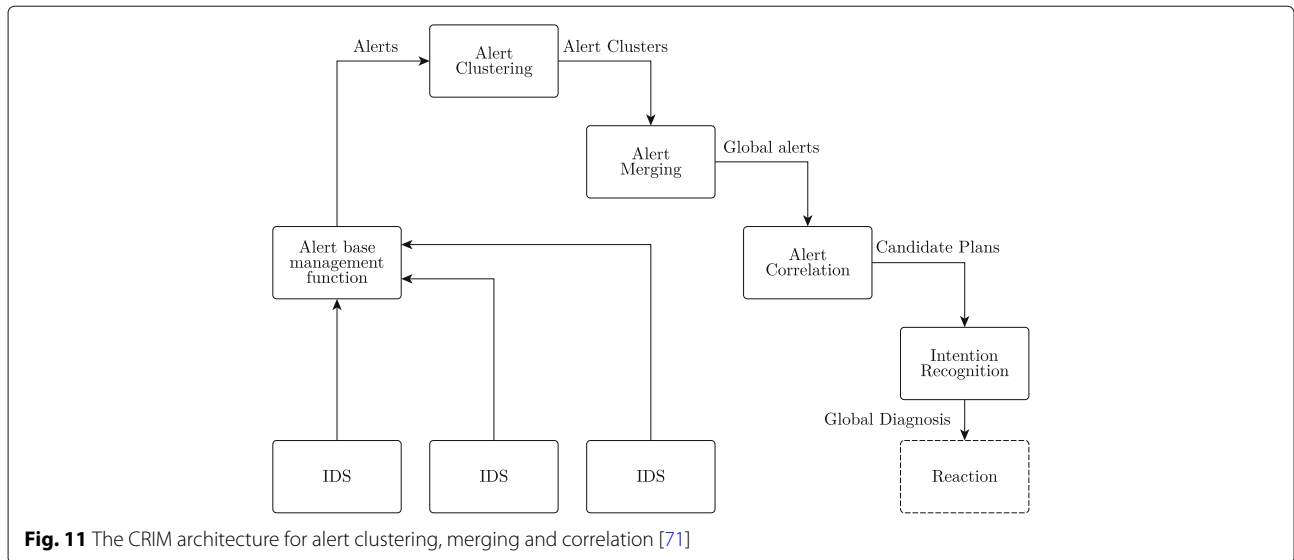 Alerts
Alert
Clustering
Alert Clusters
Alert
Merging
Global alerts
Alert base
management
function
Alert
Correlation
Candidate Plans
Intention
Recognition
Global Diagnosis
IDS
IDS
IDS
Reaction
Fig. 11 The CRIM architecture for alert clustering, merging and correlation [71]